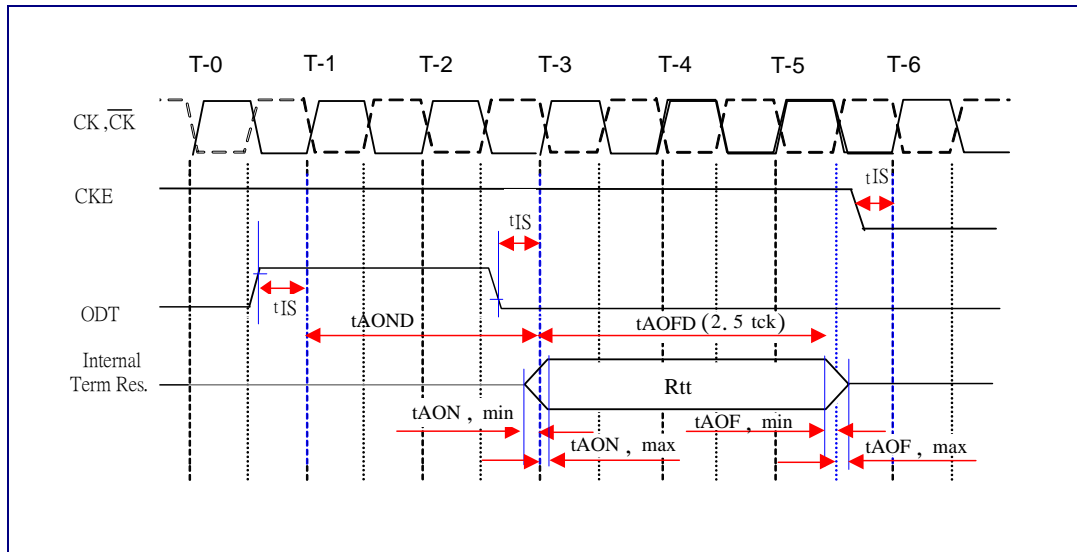 T-0 T-1 T-2 T-3 T-4 T-5 T-6
CK , CK
tIS
CKE
tIS
tIS
ODT
tAOND tAOFD (2. 5 tck)
Internal
Term Res.
Rtt
tAON , min tAOF , min
tAON , max tAOF , max